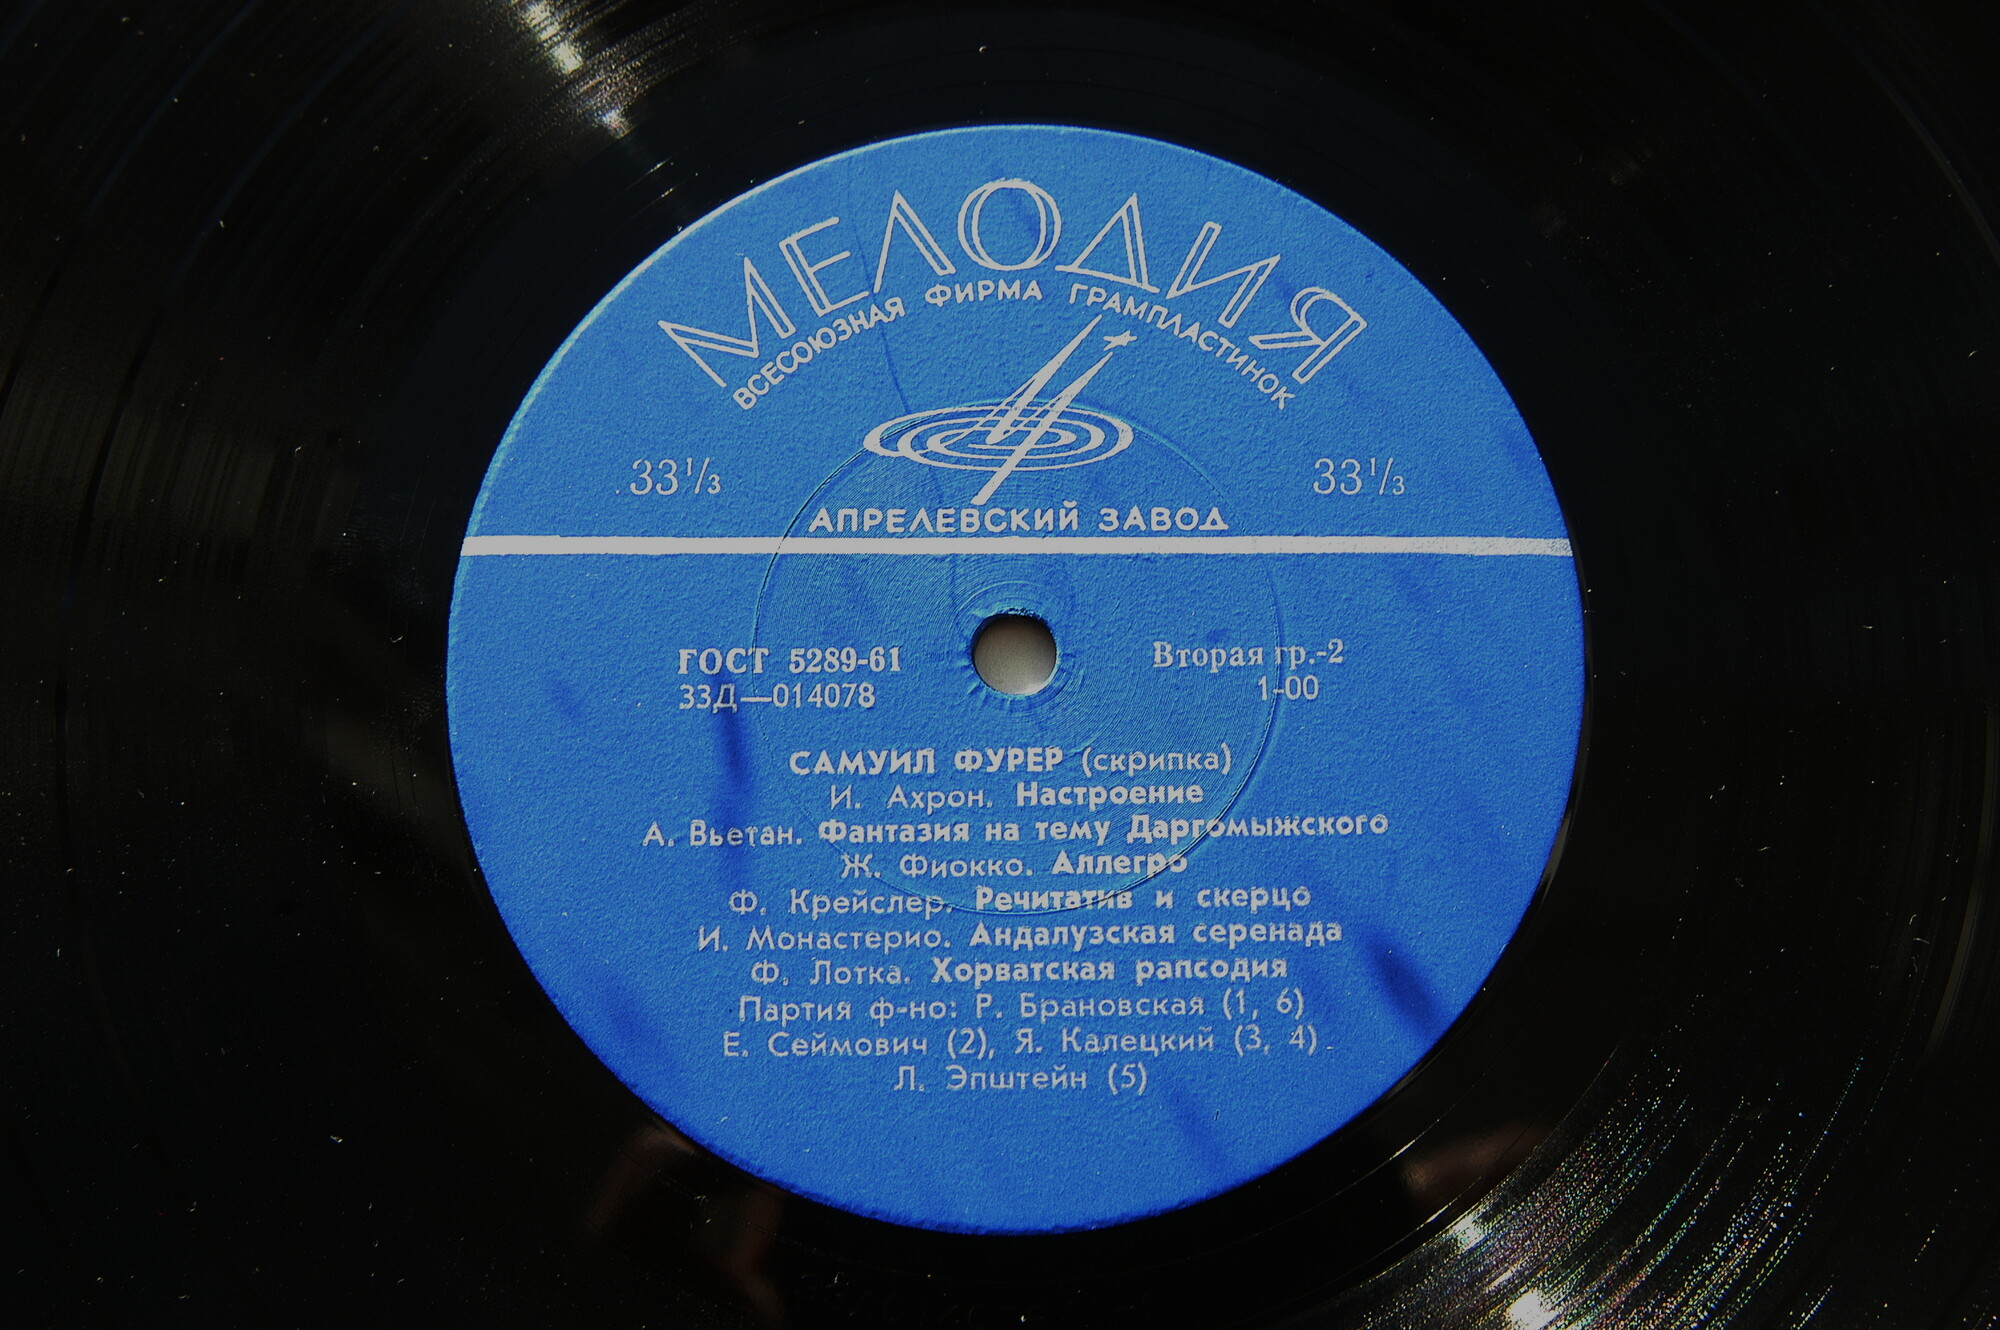 МЕЛОДИЯ
ВСЕСОЮЗНАЯ ФИРМА ГРАМПЛАСТИНОК
33⅓ 33⅓
АПРЕЛЕВСКИЙ ЗАВОД
ГОСТ 5289-61 Вторая гр.-2
33Д—014078 1-00
САМУИЛ ФУРЕР (скрипка)
И. Ахрон. Настроение
А. Вьетан. Фантазия на тему Даргомыжского
Ж. Фиокко. Аллегро
Ф. Крейслер. Речитатив и скерцо
И. Монастерио. Андалузская серенада
Ф. Лотка. Хорватская рапсодия
Партия ф-но: Р. Брановская (1, 6)
Е. Сеймович (2), Я. Калецкий (3, 4)
Л. Эпштейн (5)